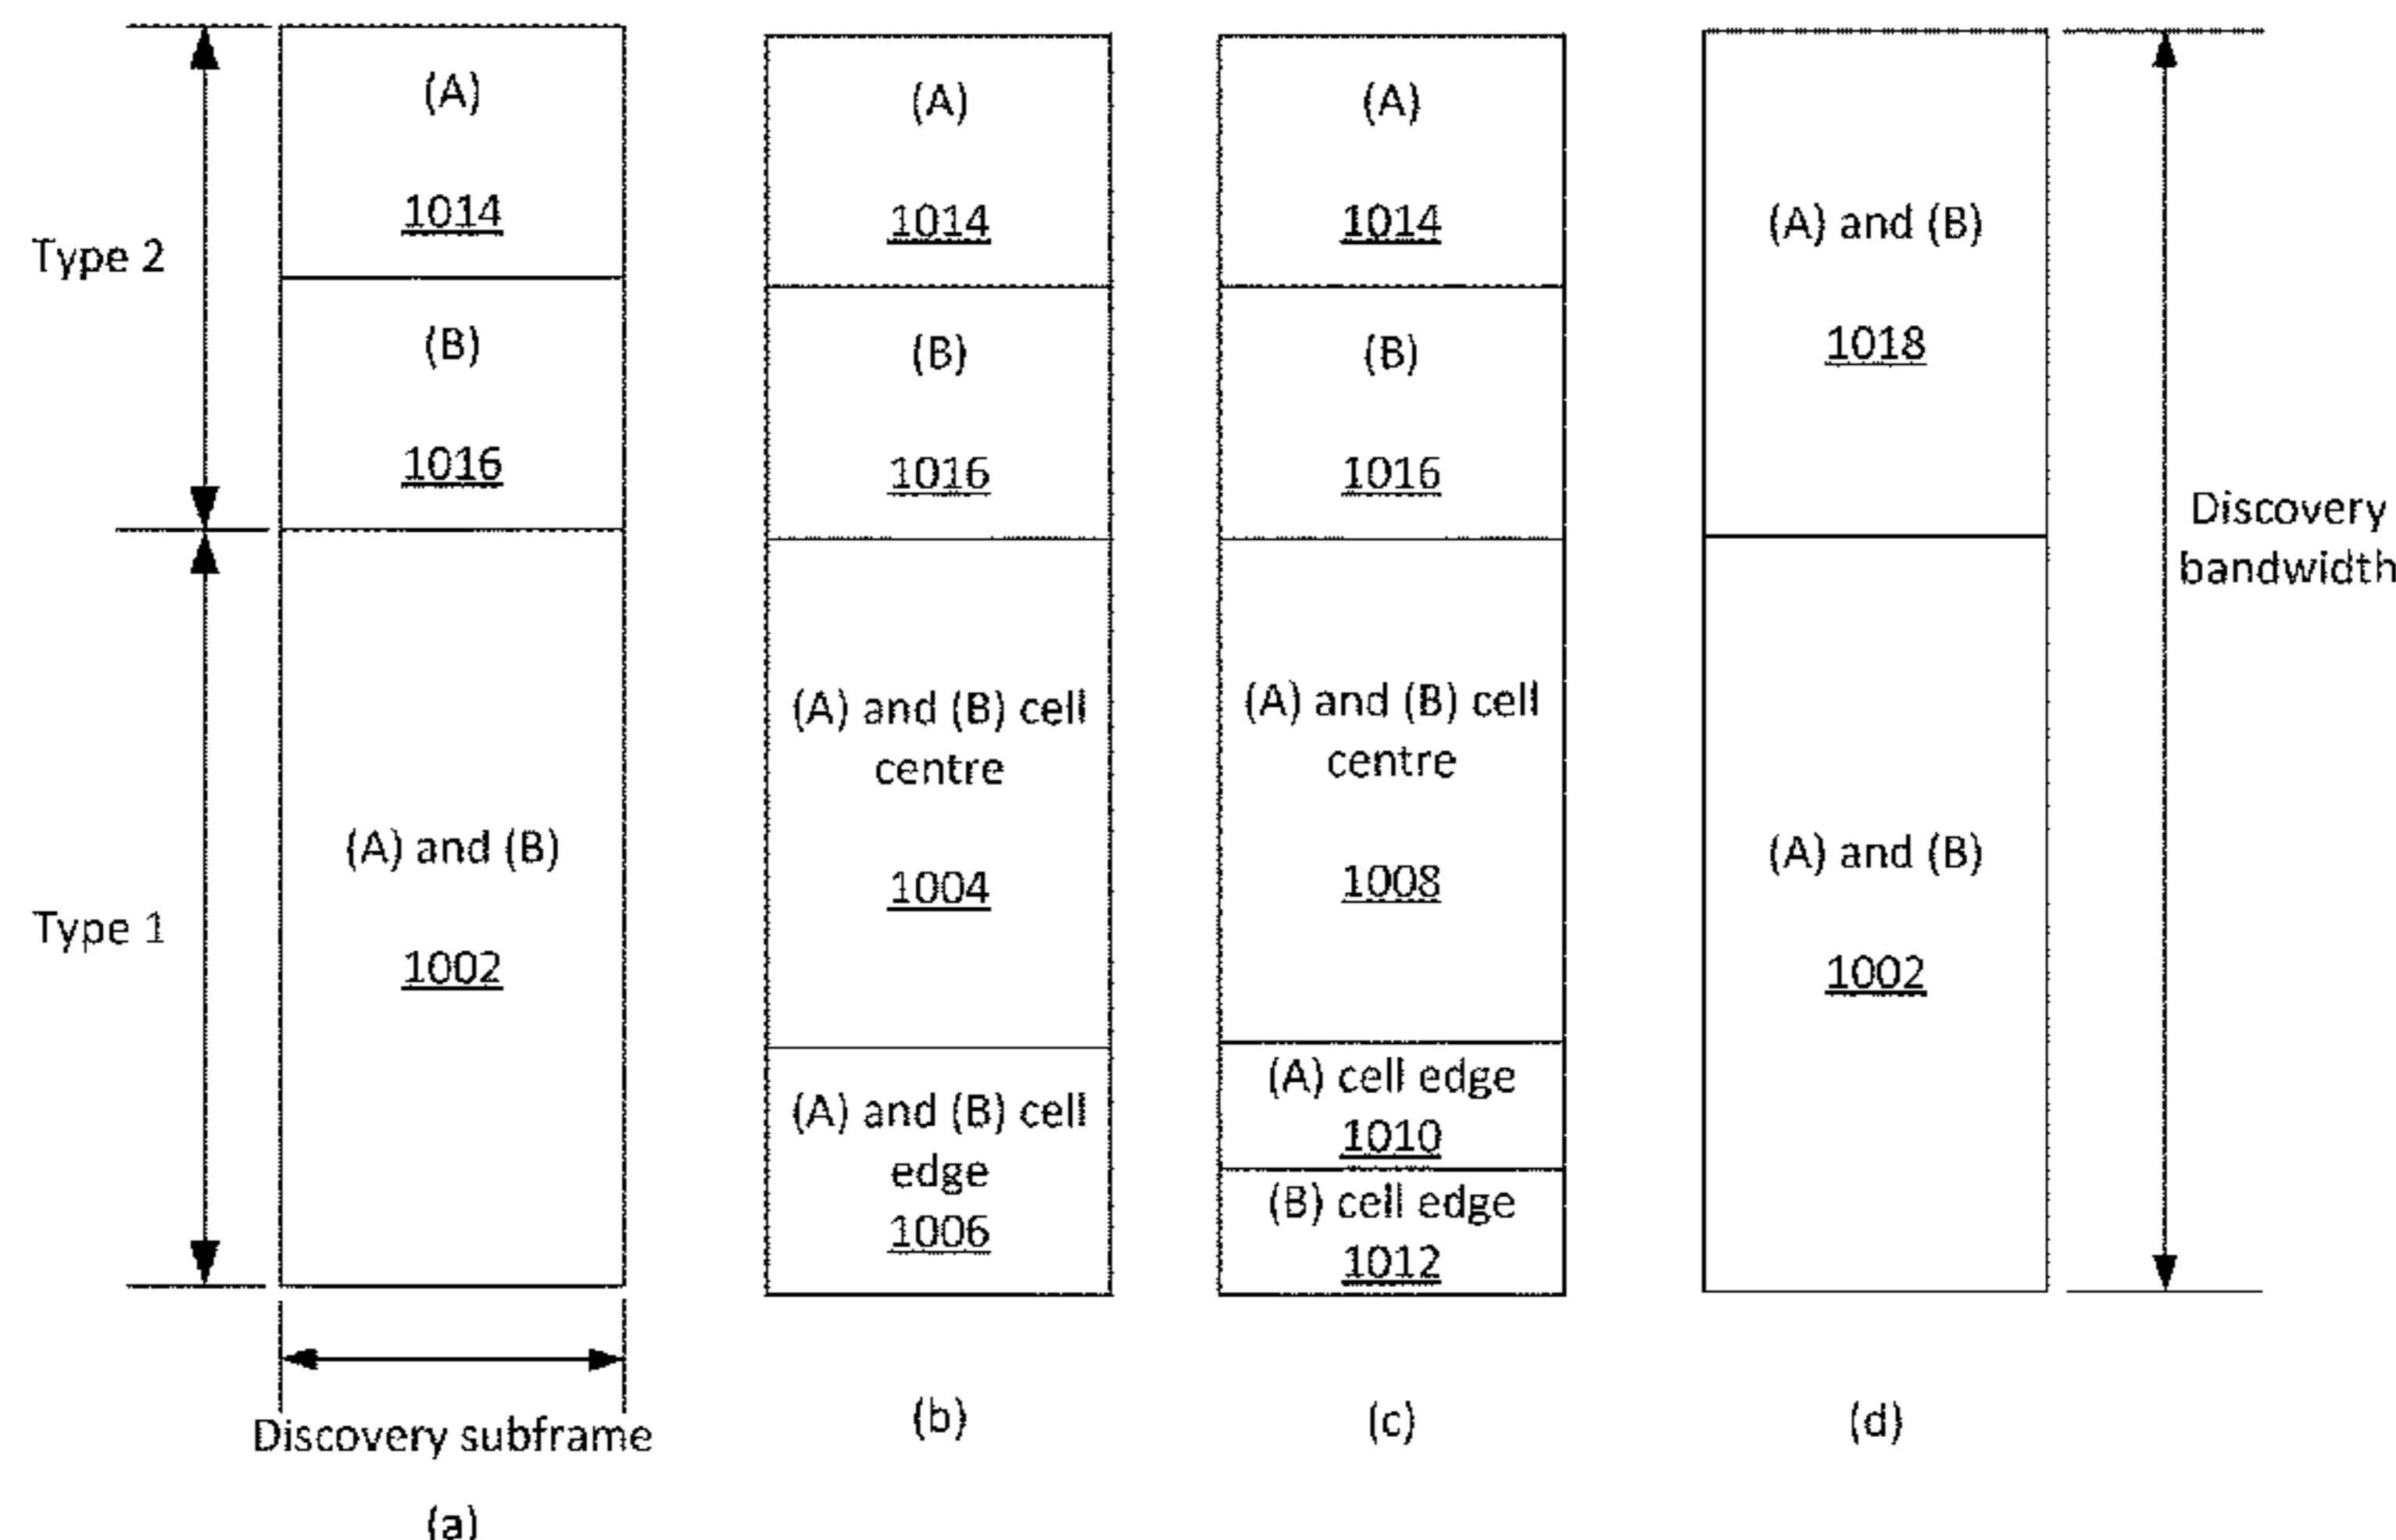 Type 2
Type 1
(A)
1014
(B)
1016
(A) and (B)
1002
Discovery subframe
(a)
(A)
1014
(B)
1016
(A) and (B) cell
centre
1004
(A) and (B) cell
edge
1006
(b)
(A)
1014
(B)
1016
(A) and (B) cell
centre
1008
(A) cell edge
1010
(B) cell edge
1012
(c)
(A) and (B)
1018
(A) and (B)
1002
(d)
Discovery
bandwidth